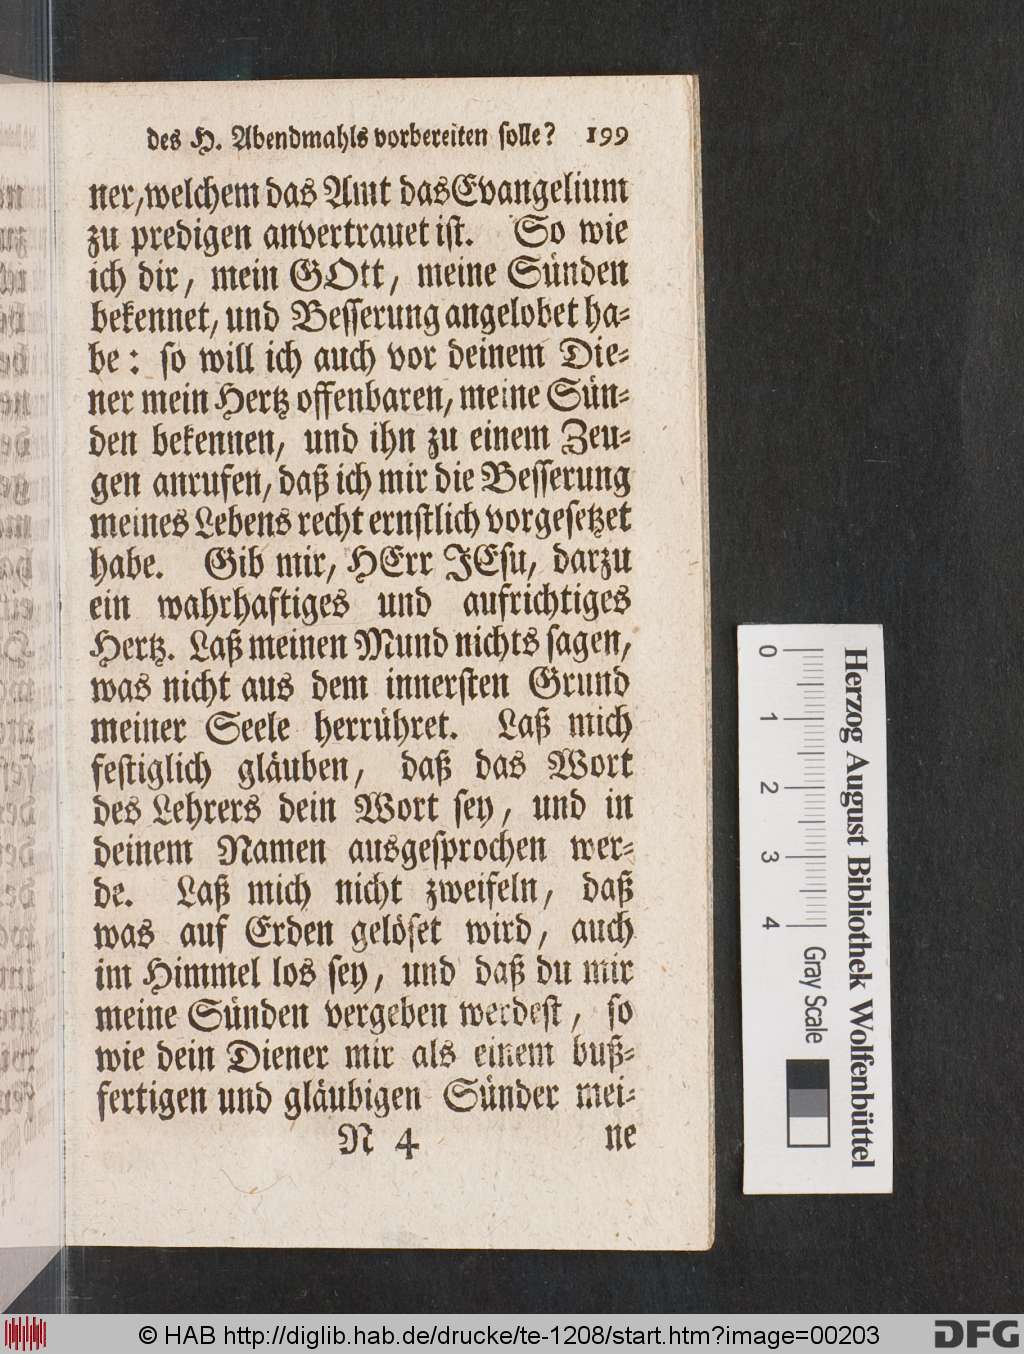 des H. Abendmahls vorbereiten solle? 199
ner, welchem das Amt das Evangelium
zu predigen anvertrauet ist. So wie
ich dir, mein GOtt, meine Sünden
bekennet, und Besserung angelobet ha-
be: so will ich auch vor deinem Die-
ner mein Hertz offenbaren, meine Sün-
den bekennen, und ihn zu einem Zeu-
gen anrufen, daß ich mir die Besserung
meines Lebens recht ernstlich vorgesetzet
habe. Gib mir, HErr JEsu, darzu
ein wahrhaftiges und aufrichtiges
Hertz. Laß meinen Mund nichts sagen,
was nicht aus dem innersten Grund
meiner Seele herrühret. Laß mich
festiglich gläuben, daß das Wort
des Lehrers dein Wort sey, und in
deinem Namen ausgesprochen wer-
de. Laß mich nicht zweifeln, daß
was auf Erden gelöset wird, auch
im Himmel los sey, und daß du mir
meine Sünden vergeben werdest, so
wie dein Diener mir als einem buß-
fertigen und gläubigen Sünder mei-
N 4 ne
0 1 2 3 4 Gray Scale
Herzog August Bibliothek Wolfenbüttel
© HAB http://diglib.hab.de/drucke/te-1208/start.htm?image=00203
DFG